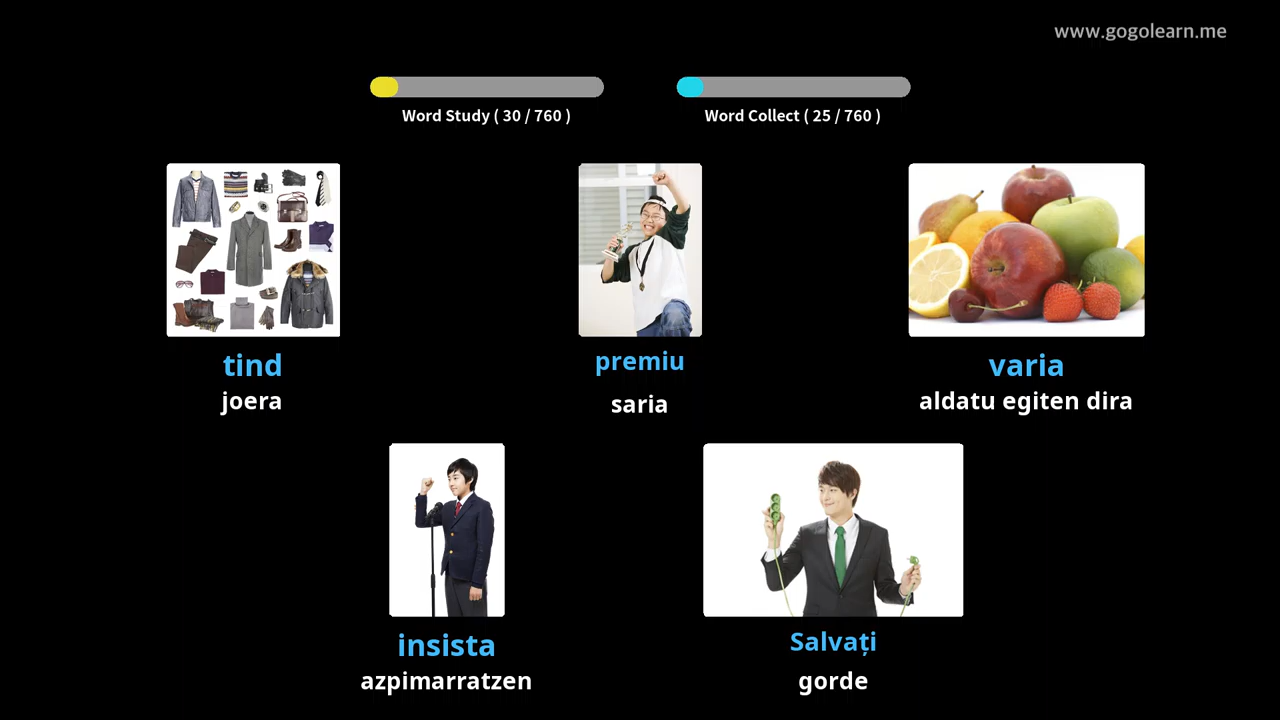 www.gogolearn.me
Word Study ( 30 / 760 )
Word Collect ( 25 / 760 )
tind
joera
premiu
saria
varia
aldatu egiten dira
insista
azpimarratzen
Salvați
gorde